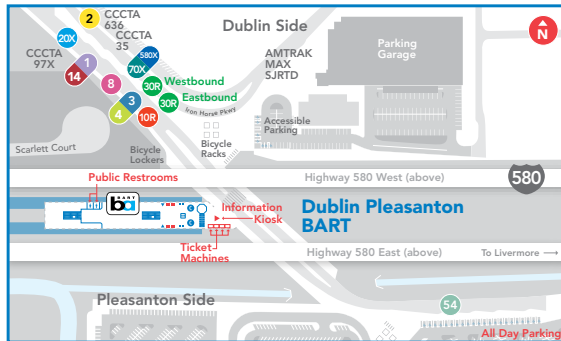 2
CCCTA
636
Dublin Side
N
20X
CCCTA
35
580X
70X
AMTRAK
MAX
SJRTD
Parking
Garage
CCCTA
97X
1
14
8
30R
Westbound
Eastbound
30R
Iron Horse Pkwy
3
4
10R
Accessible
Parking
Scarlett Court
Bicycle
Lockers
Bicycle
Racks
Public Restrooms
Highway 580 West (above)
580
BART
ba
Information
Kiosk
Dublin Pleasanton
BART
Ticket
Machines
Highway 580 East (above)
To Livermore
Pleasanton Side
54
All Day Parking